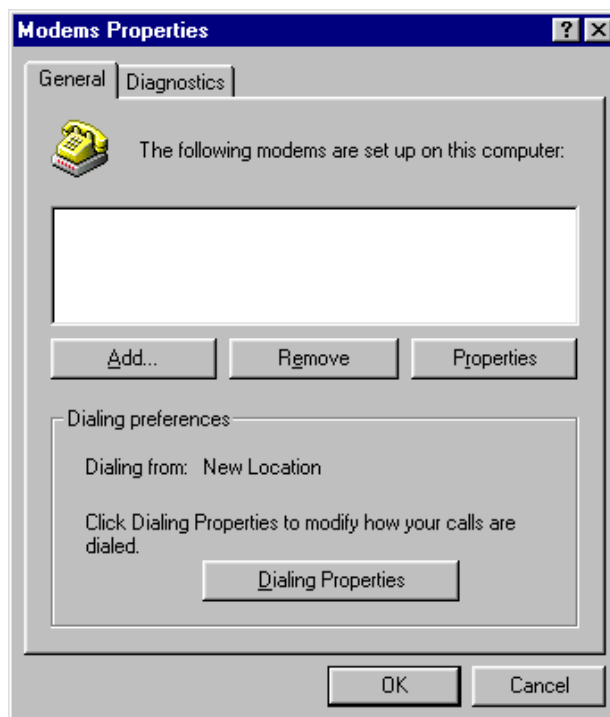 Modems Properties
General Diagnostics
The following modems are set up on this computer:
Add... Remove Properties
Dialing preferences
Dialing from: New Location
Click Dialing Properties to modify how your calls are
dialed.
Dialing Properties
OK Cancel